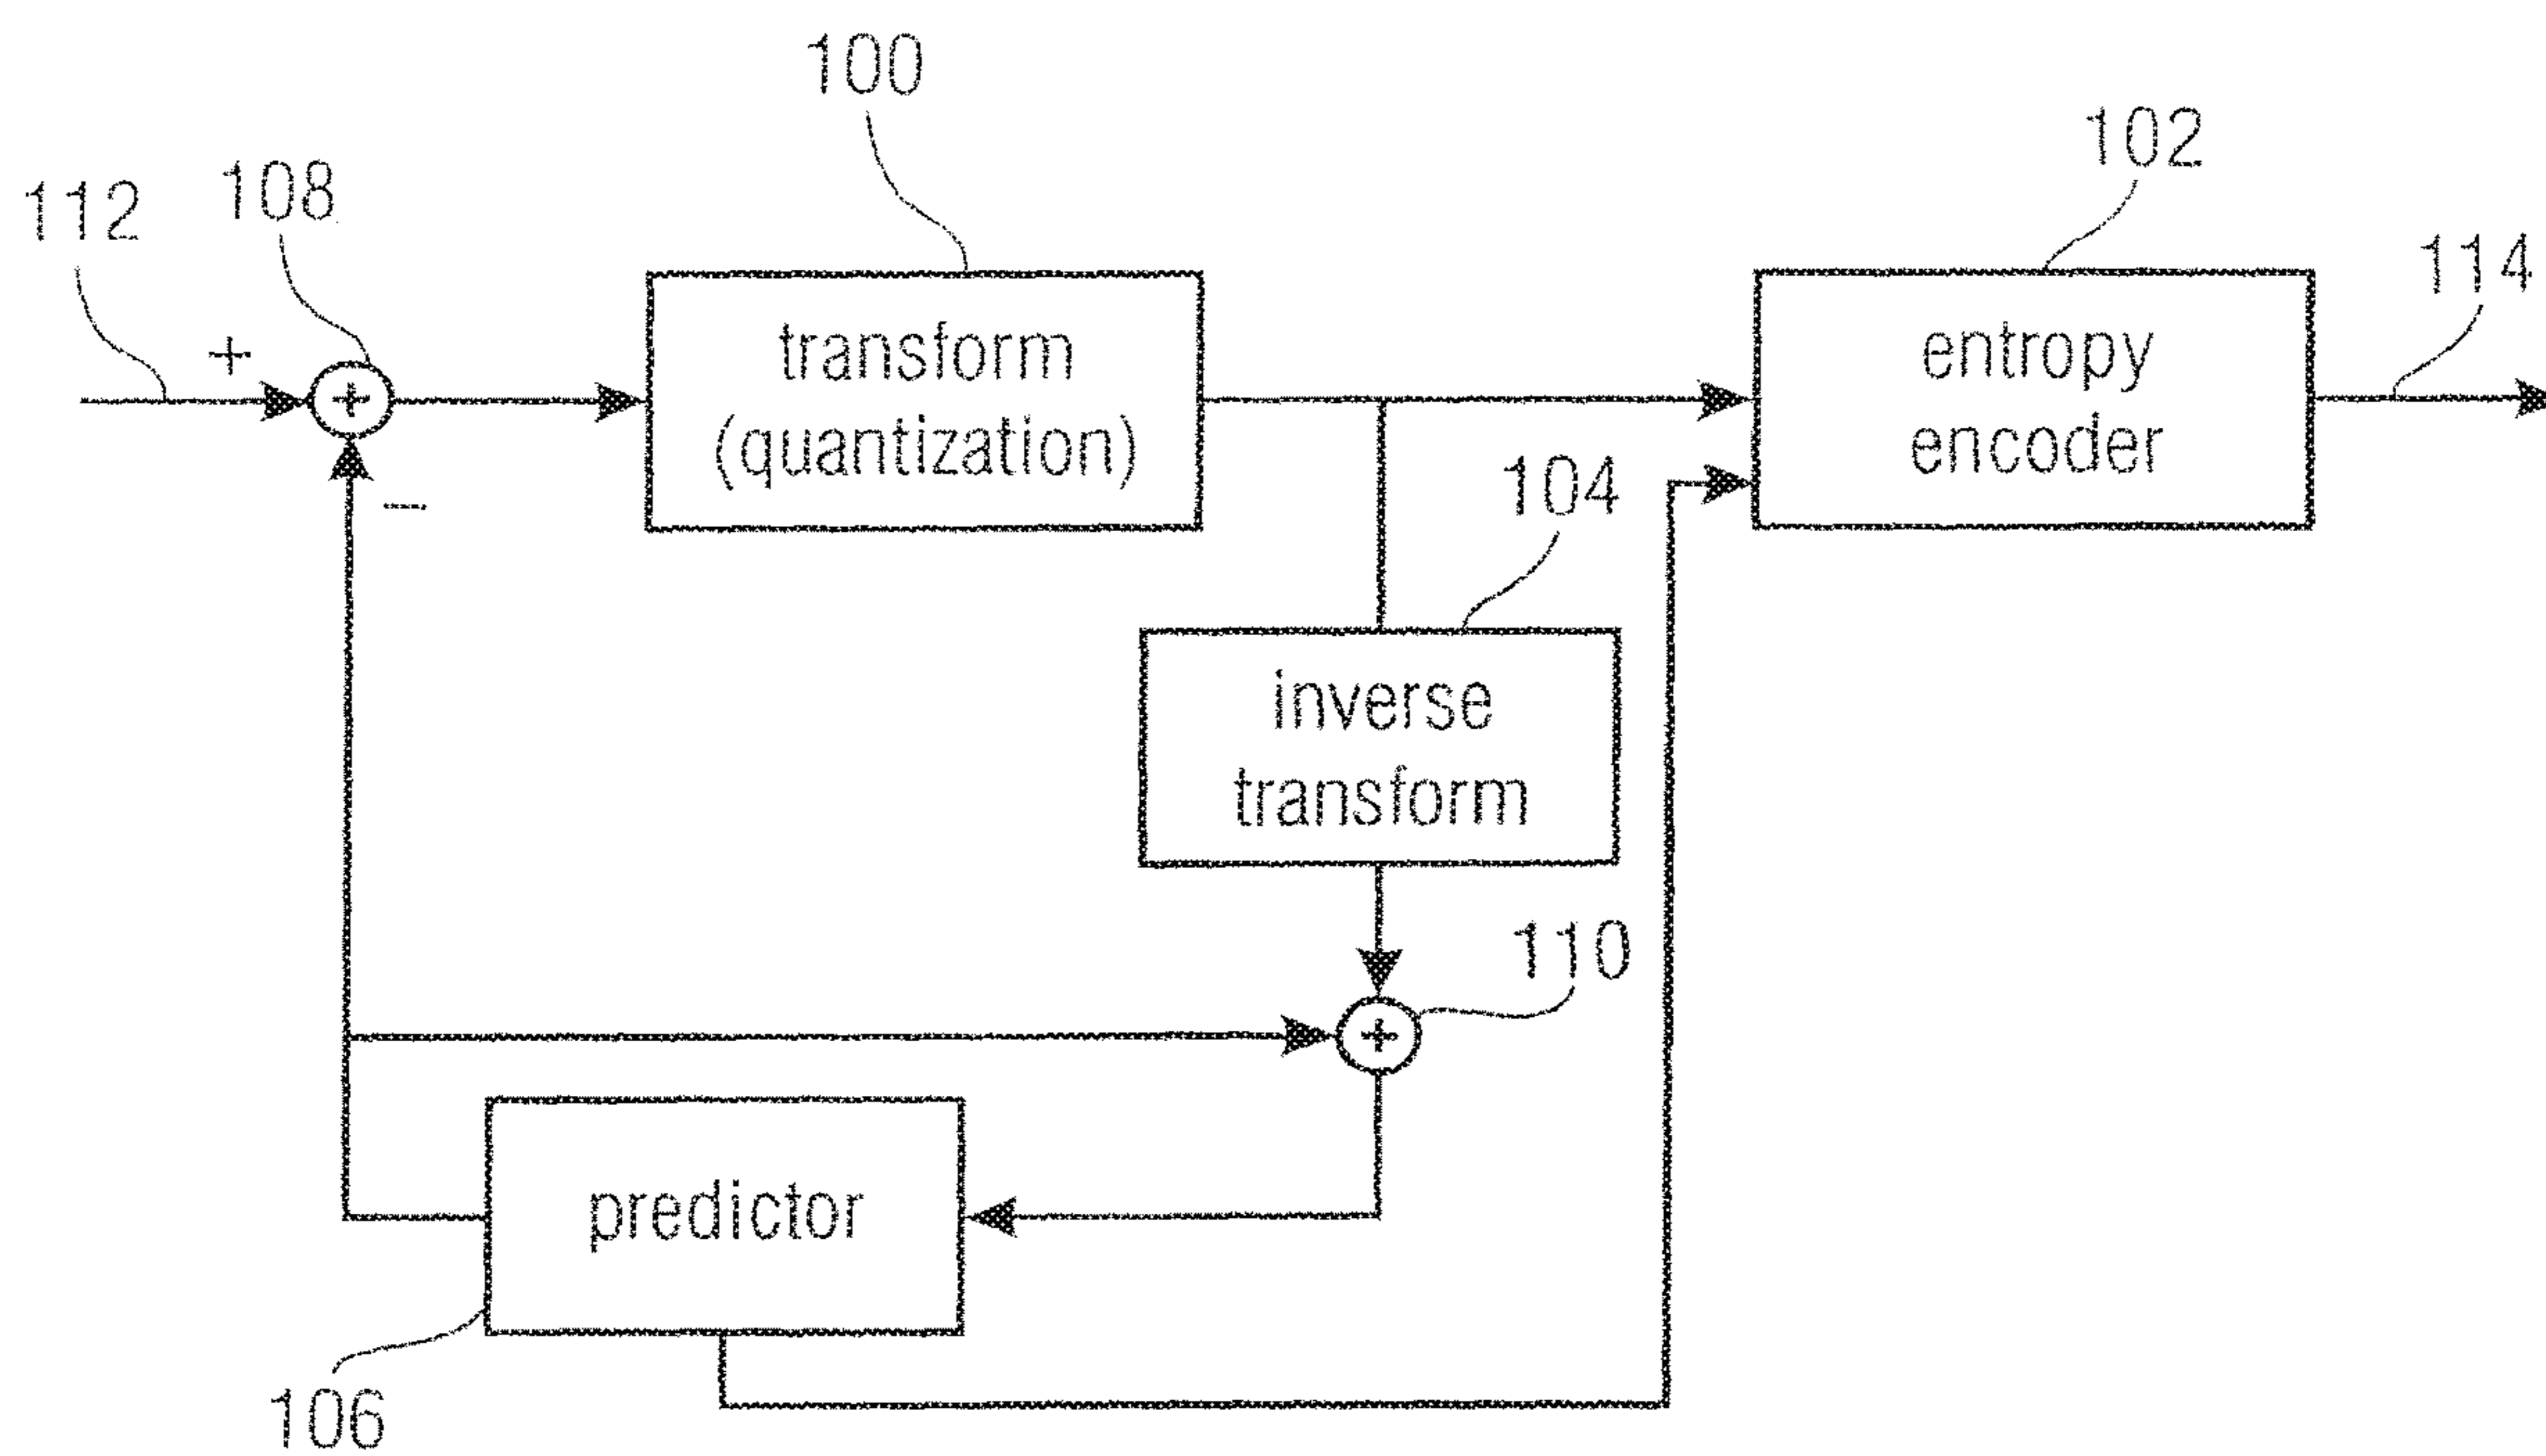 100
102
112
108
114
+
+
transform
(quantization)
entropy
encoder
–
104
inverse
transform
110
+
predictor
106